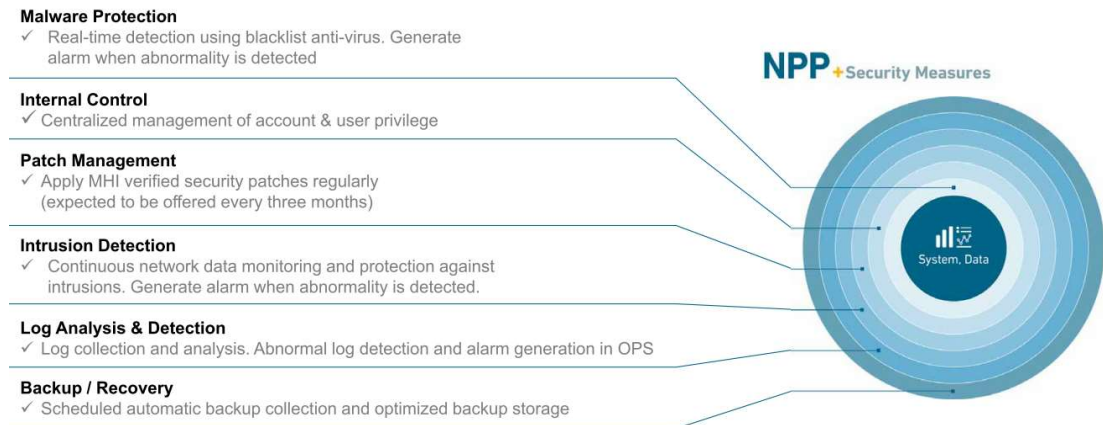 Malware Protection
✓ Real-time detection using blacklist anti-virus. Generate
alarm when abnormality is detected
Internal Control
✓ Centralized management of account & user privilege
Patch Management
✓ Apply MHI verified security patches regularly
(expected to be offered every three months)
Intrusion Detection
✓ Continuous network data monitoring and protection against
intrusions. Generate alarm when abnormality is detected.
Log Analysis & Detection
✓ Log collection and analysis. Abnormal log detection and alarm generation in OPS
Backup / Recovery
✓ Scheduled automatic backup collection and optimized backup storage
NPP +Security Measures
System, Data